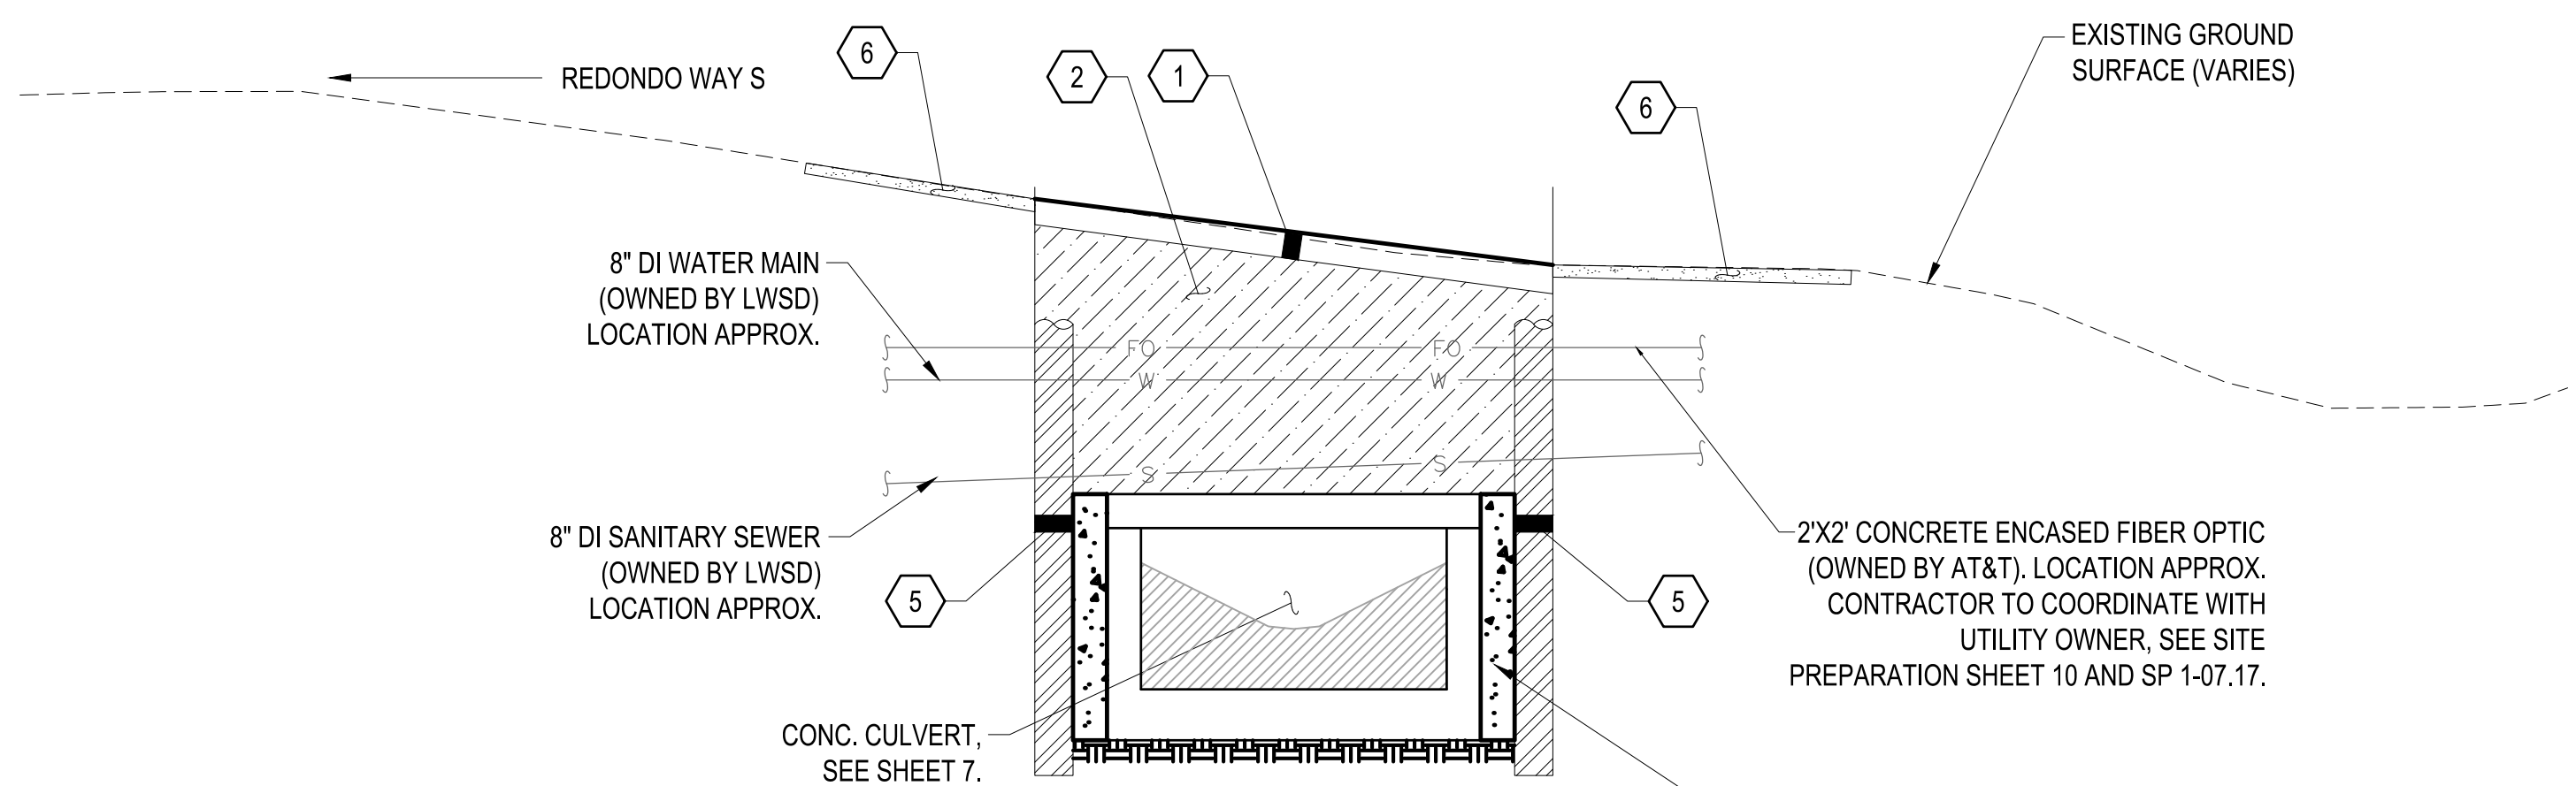 REDONDO WAY S
6
2
1
6
EXISTING GROUND
SURFACE (VARIES)
8" DI WATER MAIN
(OWNED BY LWSD)
LOCATION APPROX.
FO
FO
W
W
S
S
8" DI SANITARY SEWER
(OWNED BY LWSD)
LOCATION APPROX.
5
5
2'X2' CONCRETE ENCASED FIBER OPTIC
(OWNED BY AT&T). LOCATION APPROX.
CONTRACTOR TO COORDINATE WITH
UTILITY OWNER, SEE SITE
PREPARATION SHEET 10 AND SP 1-07.17.
CONC. CULVERT,
SEE SHEET 7.